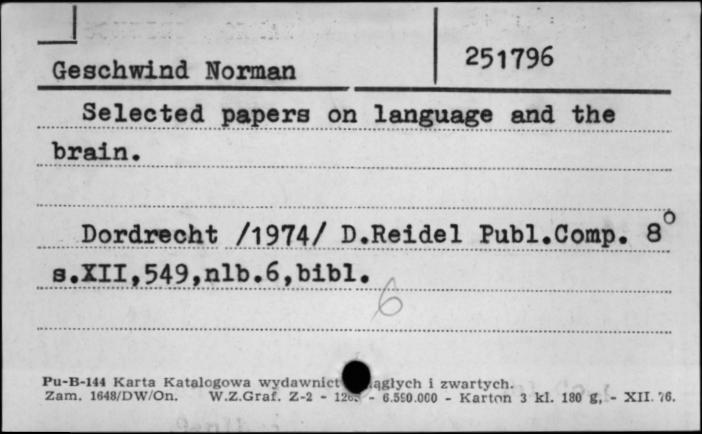 Geschwind Norman
251796
Selected papers on language and the
brain.
Dordrecht /1974/ D.Reidel Publ.Comp. 8°
s.XII,549,nlb.6,bibl.
6
Pu-B-144 Karta Katalogowa wydawnict ągłych i zwartych.
Zam. 1648/DW/On. W.Z.Graf. Z-2 - - 6.550.000 - Karton 3 kl. 180 g, - XII. 76.